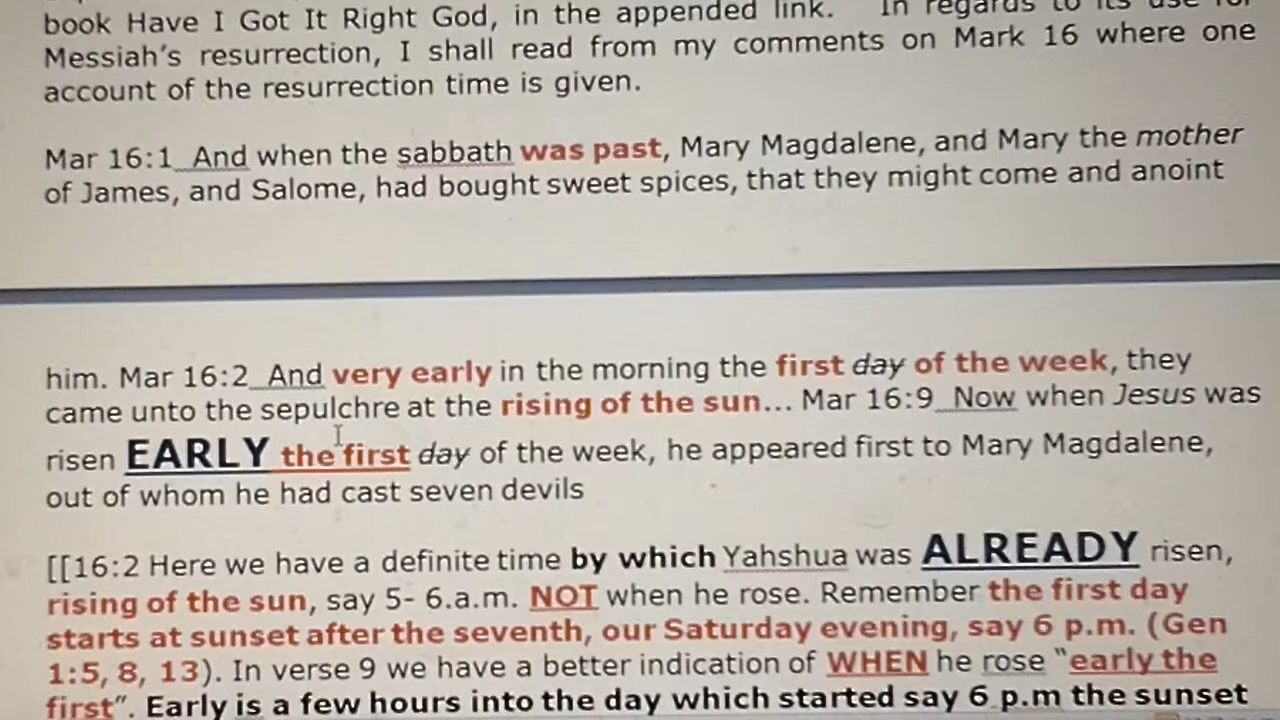 book Have I Got It Right God, in the appended link. In regards to its use for
Messiah's resurrection, I shall read from my comments on Mark 16 where one
account of the resurrection time is given.
Mar 16:1 And when the sabbath was past, Mary Magdalene, and Mary the mother
of James, and Salome, had bought sweet spices, that they might come and anoint
him. Mar 16:2 And very early in the morning the first day of the week, they
came unto the sepulchre at the rising of the sun... Mar 16:9 Now when Jesus was
risen EARLY the first day of the week, he appeared first to Mary Magdalene,
out of whom he had cast seven devils
[[16:2 Here we have a definite time by which Yahshua was ALREADY risen,
rising of the sun, say 5- 6.a.m. NOT when he rose. Remember the first day
starts at sunset after the seventh, our Saturday evening, say 6 p.m. (Gen
1:5, 8, 13). In verse 9 we have a better indication of WHEN he rose "early the
first". Early is a few hours into the day which started say 6 p.m the sunset